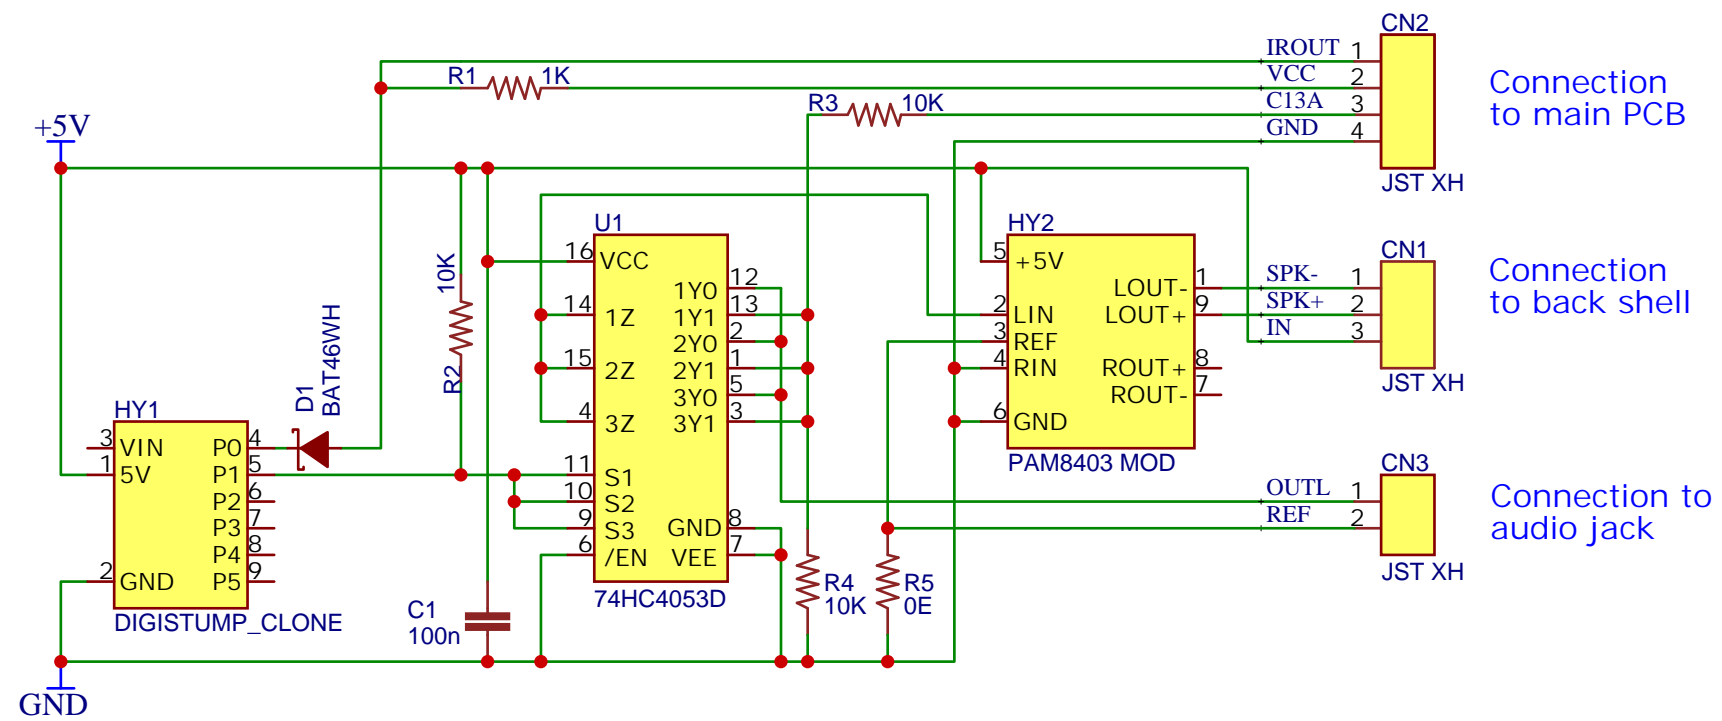 CN2
IROUT 1
R1 1K VCC 2
R3 10K C13A 3
GND 4
JST XH
Connection
to main PCB
+5V
U1
16 VCC
14 1Z
15 2Z
4 3Z
11 S1
10 S2
9 S3
6 /EN
1Y0 12
1Y1 13
2Y0 2
2Y1 1
3Y0 5
3Y1 3
GND 8
VEE 7
74HC4053D
HY2
5 +5V
2 LIN
3 REF
4 RIN
6 GND
LOUT- 1
LOUT+ 9
ROUT+ 8
ROUT- 7
PAM8403 MOD
CN1
SPK- 1
SPK+ 2
IN 3
JST XH
Connection
to back shell
10K
R2
D1
BAT46WH
HY1
3 VIN
1 5V
2 GND
P0 4
P1 5
P2 6
P3 7
P4 8
P5 9
DIGISTUMP_CLONE
CN3
OUTL 1
REF 2
JST XH
Connection to
audio jack
C1
100n
R4
10K
R5
0E
GND